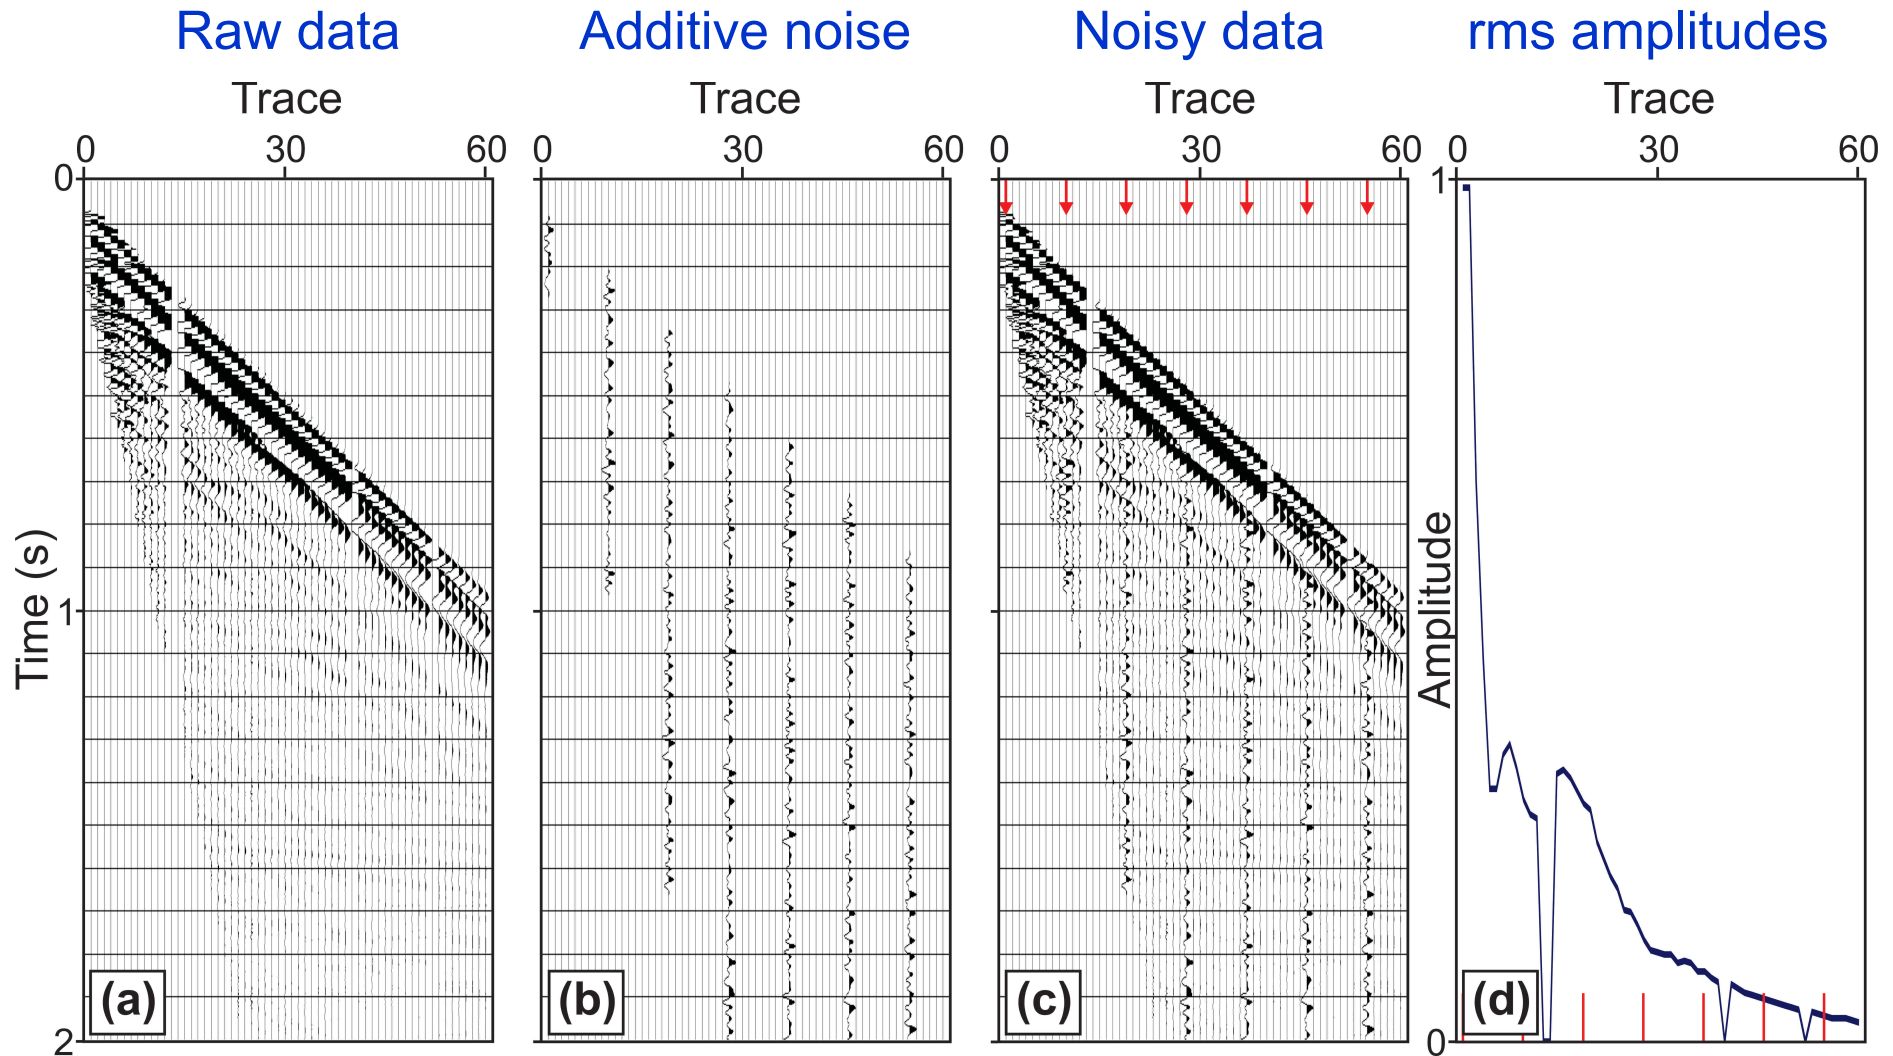 Raw data Additive noise Noisy data rms amplitudes
Trace Trace Trace Trace
0 30 60 0 30 60 0 30 60 0 30 60
0 1
Time (s)
1
Amplitude
(a) (b) (c) (d)
2 0